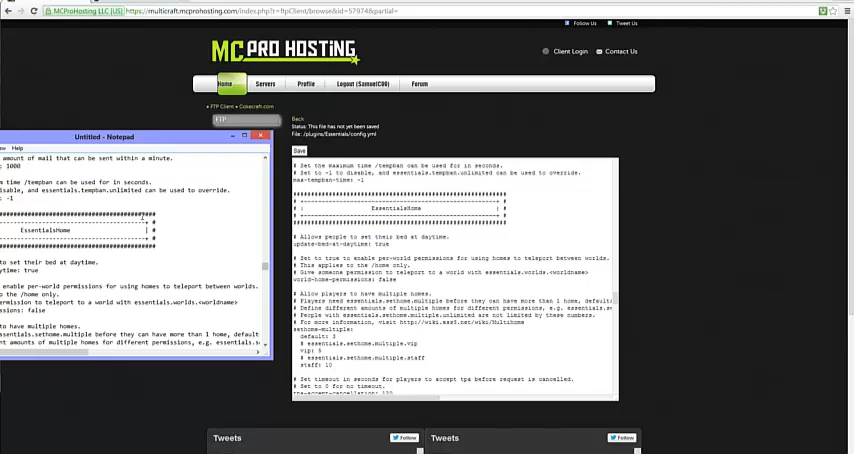 MCProHosting LLC [US] https://multicraft.mcprohosting.com/index.php?r=ftpClient/browse&id=57974&partial=
Follow Us Tweet Us
MC PRO HOSTING
Client Login Contact Us
Home Servers Profile Logout (SamuelC00) Forum
FTP Client Cokecraft.com
FTP
Back
Status: This file has not yet been saved
File: /plugins/Essentials/config.yml
Save
Untitled - Notepad
ew Help
amount of mail that can be sent within a minute.
: 1000
um time /tempban can be used for in seconds.
disable, and essentials.tempban.unlimited can be used to override.
: -1
############################################
----------------------------+ #
EssentialsHome | #
----------------------------+ #
############################################
to set their bed at daytime.
ytime: true
enable per-world permissions for using homes to teleport between worlds.
o the /home only.
ermission to teleport to a world with essentials.worlds.<worldname>
ssions: false
to have multiple homes.
ssentials.sethome.multiple before they can have more than 1 home, default
nt amounts of multiple homes for different permissions, e.g. essentials.s
# Set the maximum time /tempban can be used for in seconds.
# Set to -1 to disable, and essentials.tempban.unlimited can be used to override.
max-tempban-time: -1
############################################################
# +------------------------------------------------------+ #
# | EssentialsHome | #
# +------------------------------------------------------+ #
############################################################
# Allows people to set their bed at daytime.
update-bed-at-daytime: true
# Set to true to enable per-world permissions for using homes to teleport between worlds.
# This applies to the /home only.
# Give someone permission to teleport to a world with essentials.worlds.<worldname>
world-home-permissions: false
# Allow players to have multiple homes.
# Players need essentials.sethome.multiple before they can have more than 1 home, default
# Define different amounts of multiple homes for different permissions, e.g. essentials.se
# People with essentials.sethome.multiple.unlimited are not limited by these numbers.
# For more information, visit http://wiki.ess3.net/wiki/Multihome
sethome-multiple:
default: 3
# essentials.sethome.multiple.vip
vip: 5
# essentials.sethome.multiple.staff
staff: 10
# Set timeout in seconds for players to accept tpa before request is cancelled.
# Set to 0 for no timeout.
tpa-accept-cancellation: 120
Tweets Follow Tweets Follow